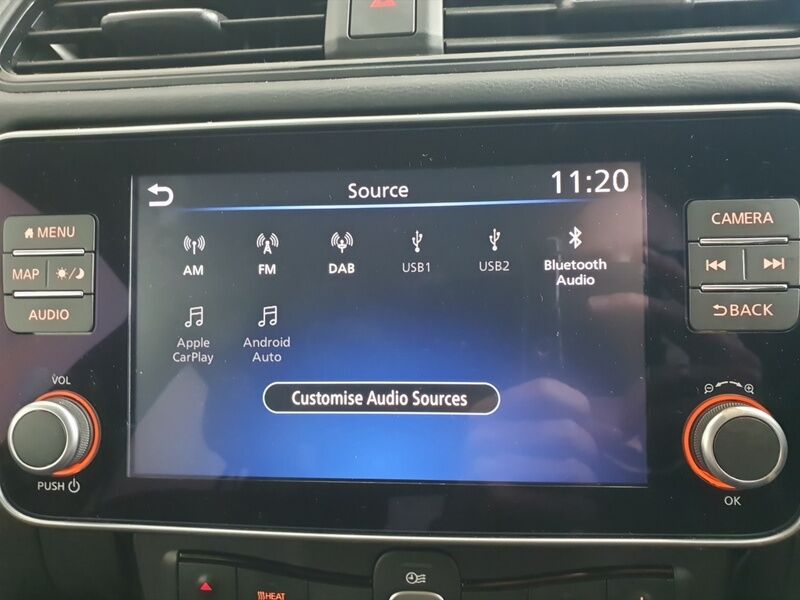 Source
11:20
MENU
MAP
AUDIO
VOL
PUSH
AM
FM
DAB
USB1
USB2
Bluetooth
Audio
Apple
CarPlay
Android
Auto
Customise Audio Sources
CAMERA
BACK
OK
HEAT